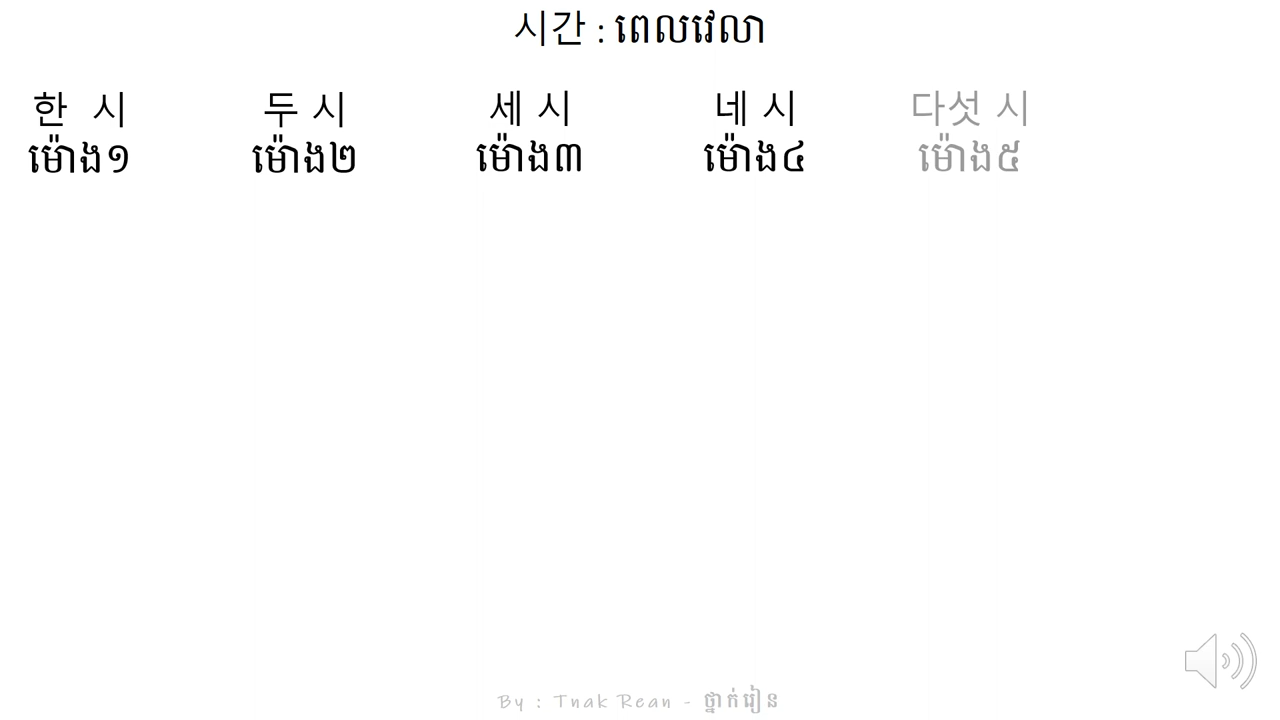 시간 : ពេលវេលា
한 시 두 시 세 시 네 시 다섯 시
ម៉ោង១ ម៉ោង២ ម៉ោង៣ ម៉ោង៤ ម៉ោង៥
By : Tnak Rean - ថ្នាក់រៀន